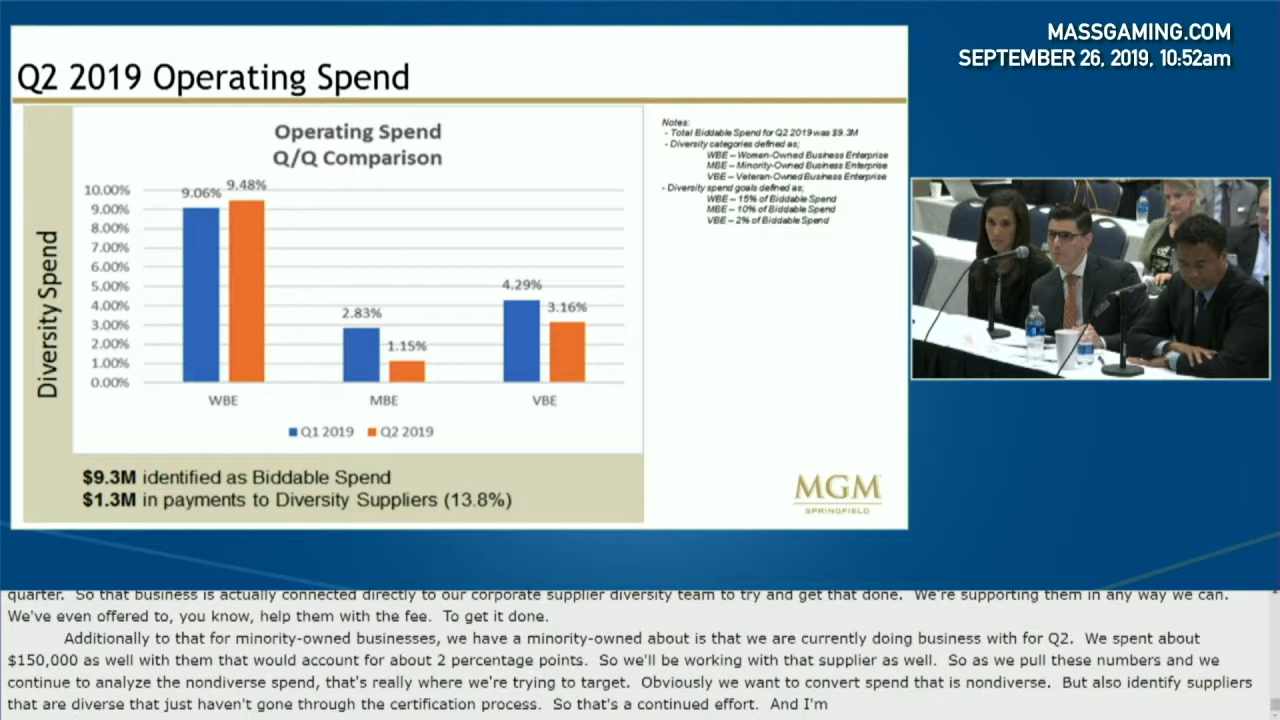 MASSGAMING.COM
SEPTEMBER 26, 2019, 10:52am
Q2 2019 Operating Spend
Diversity Spend
Operating Spend
Q/Q Comparison
10.00%
9.00%
8.00%
7.00%
6.00%
5.00%
4.00%
3.00%
2.00%
1.00%
0.00%
9.06%
9.48%
2.83%
1.15%
4.29%
3.16%
WBE
MBE
VBE
Q1 2019
Q2 2019
$9.3M identified as Biddable Spend
$1.3M in payments to Diversity Suppliers (13.8%)
Notes:
- Total Biddable Spend for Q2 2019 was $9.3M
- Diversity categories defined as;
WBE – Women-Owned Business Enterprise
MBE – Minority-Owned Business Enterprise
VBE – Veteran-Owned Business Enterprise
- Diversity spend goals defined as;
WBE – 15% of Biddable Spend
MBE – 10% of Biddable Spend
VBE – 2% of Biddable Spend
MGM
SPRINGFIELD
quarter. So that business is actually connected directly to our corporate supplier diversity team to try and get that done. We're supporting them in any way we can.
We've even offered to, you know, help them with the fee. To get it done.
Additionally to that for minority-owned businesses, we have a minority-owned about is that we are currently doing business with for Q2. We spent about
$150,000 as well with them that would account for about 2 percentage points. So we'll be working with that supplier as well. So as we pull these numbers and we
continue to analyze the nondiverse spend, that's really where we're trying to target. Obviously we want to convert spend that is nondiverse. But also identify suppliers
that are diverse that just haven't gone through the certification process. So that's a continued effort. And I'm